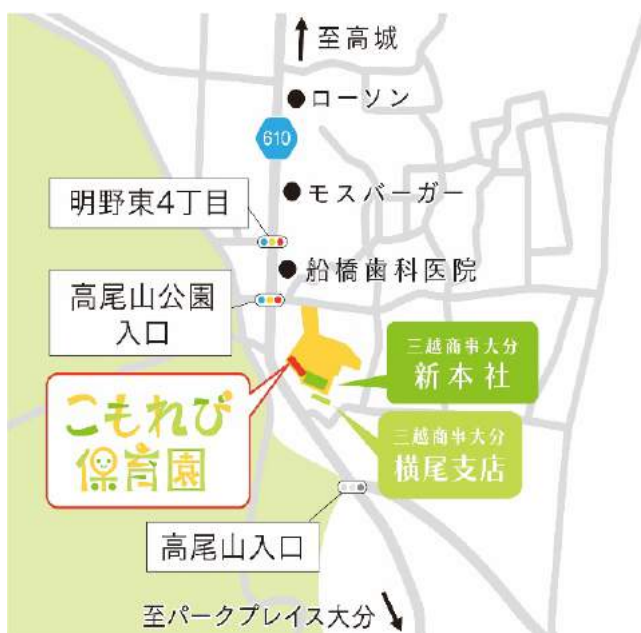 至高城
ローソン
610
モスバーガー
明野東4丁目
船橋歯科医院
高尾山公園
入口
三越商事大分
新本社
こもれび
保育園
三越商事大分
横尾支店
高尾山入口
至パークプレイス大分